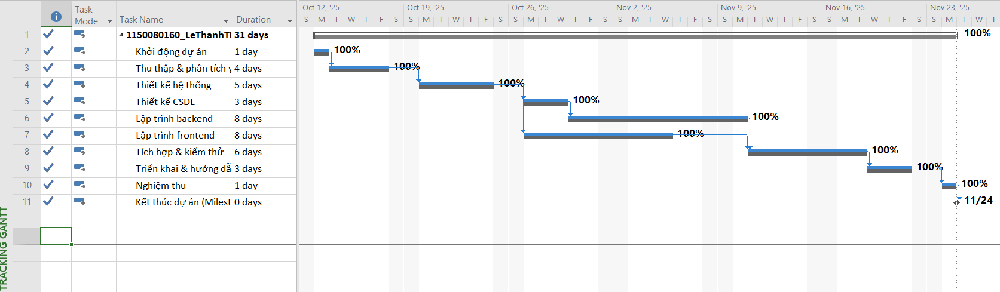 Oct 12, '25 Oct 19, '25 Oct 26, '25 Nov 2, '25 Nov 9, '25 Nov 16, '25 Nov 23, '25
Task Mode Task Name Duration S M T W T F S S M T W T F S S M T W T F S S M T W T F S S M T W T F S S M T W T F S S M T W T
1 1150080160_LeThanhTi 31 days 100%
2 Khởi động dự án 1 day 100%
3 Thu thập & phân tích y 4 days 100%
4 Thiết kế hệ thống 5 days 100%
5 Thiết kế CSDL 3 days 100%
6 Lập trình backend 8 days 100%
7 Lập trình frontend 8 days 100%
8 Tích hợp & kiểm thử 6 days 100%
9 Triển khai & hướng dẫ 3 days 100%
10 Nghiệm thu 1 day 100%
11 Kết thúc dự án (Milest 0 days 11/24
TRACKING GANTT